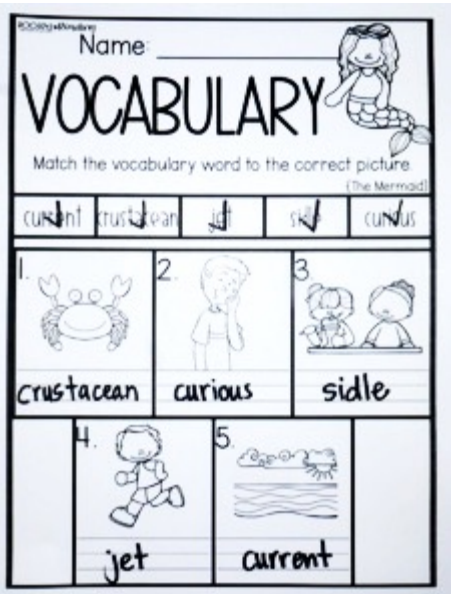 Name:
VOCABULARY
Match the vocabulary word to the correct picture.
(The Mermaid)
current crustacean jet sidle curious
1. 2. 3.
crustacean curious sidle
4. 5.
jet current